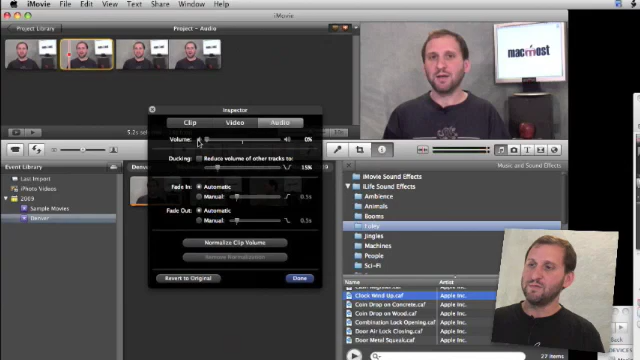 iMovie File Edit View Text Share Window Help
iMovie
Project Library
Project - Audio
macmost
Inspector
Clip Video Audio
Volume: 0%
Ducking: Reduce volume of other tracks to:
15%
Fade In: Automatic
Manual: 0.5s
Fade Out: Automatic
Manual: 0.5s
Normalize Clip Volume
Remove Normalization
Revert to Original Done
Event Library
Last Import
iPhoto Videos
2009
Sample Movies
Denver
Music and Sound Effects
iMovie Sound Effects
iLife Sound Effects
Ambience
Animals
Booms
Foley
Jingles
Machines
People
Sci-Fi
Name Artist
Clock Wind Up.caf Apple Inc.
Coin Drop on Concrete.caf Apple Inc.
Coin Drop on Wood.caf Apple Inc.
Combination Lock Opening.caf Apple Inc.
Door Air Lock Closing.caf Apple Inc.
Door Metal Squeak.caf Apple Inc.
27 items
Back